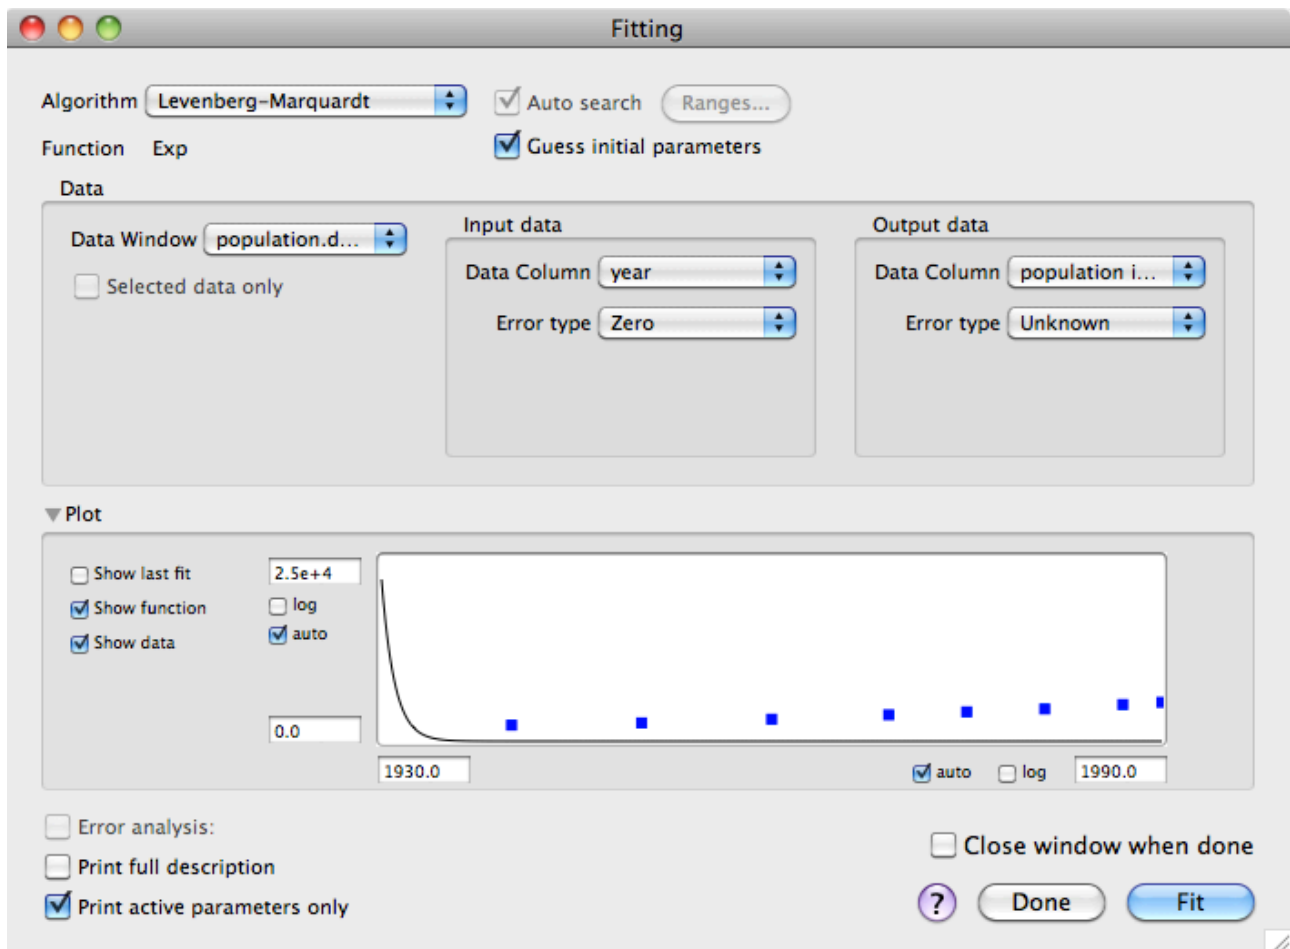 Fitting
Algorithm Levenberg-Marquardt Auto search Ranges...
Function Exp Guess initial parameters
Data
Data Window population.d... Input data Output data
Selected data only
Data Column year Data Column population i...
Error type Zero Error type Unknown
Plot
Show last fit 2.5e+4
Show function log
Show data auto
0.0
1930.0 auto log 1990.0
Error analysis:
Print full description Close window when done
Print active parameters only ? Done Fit